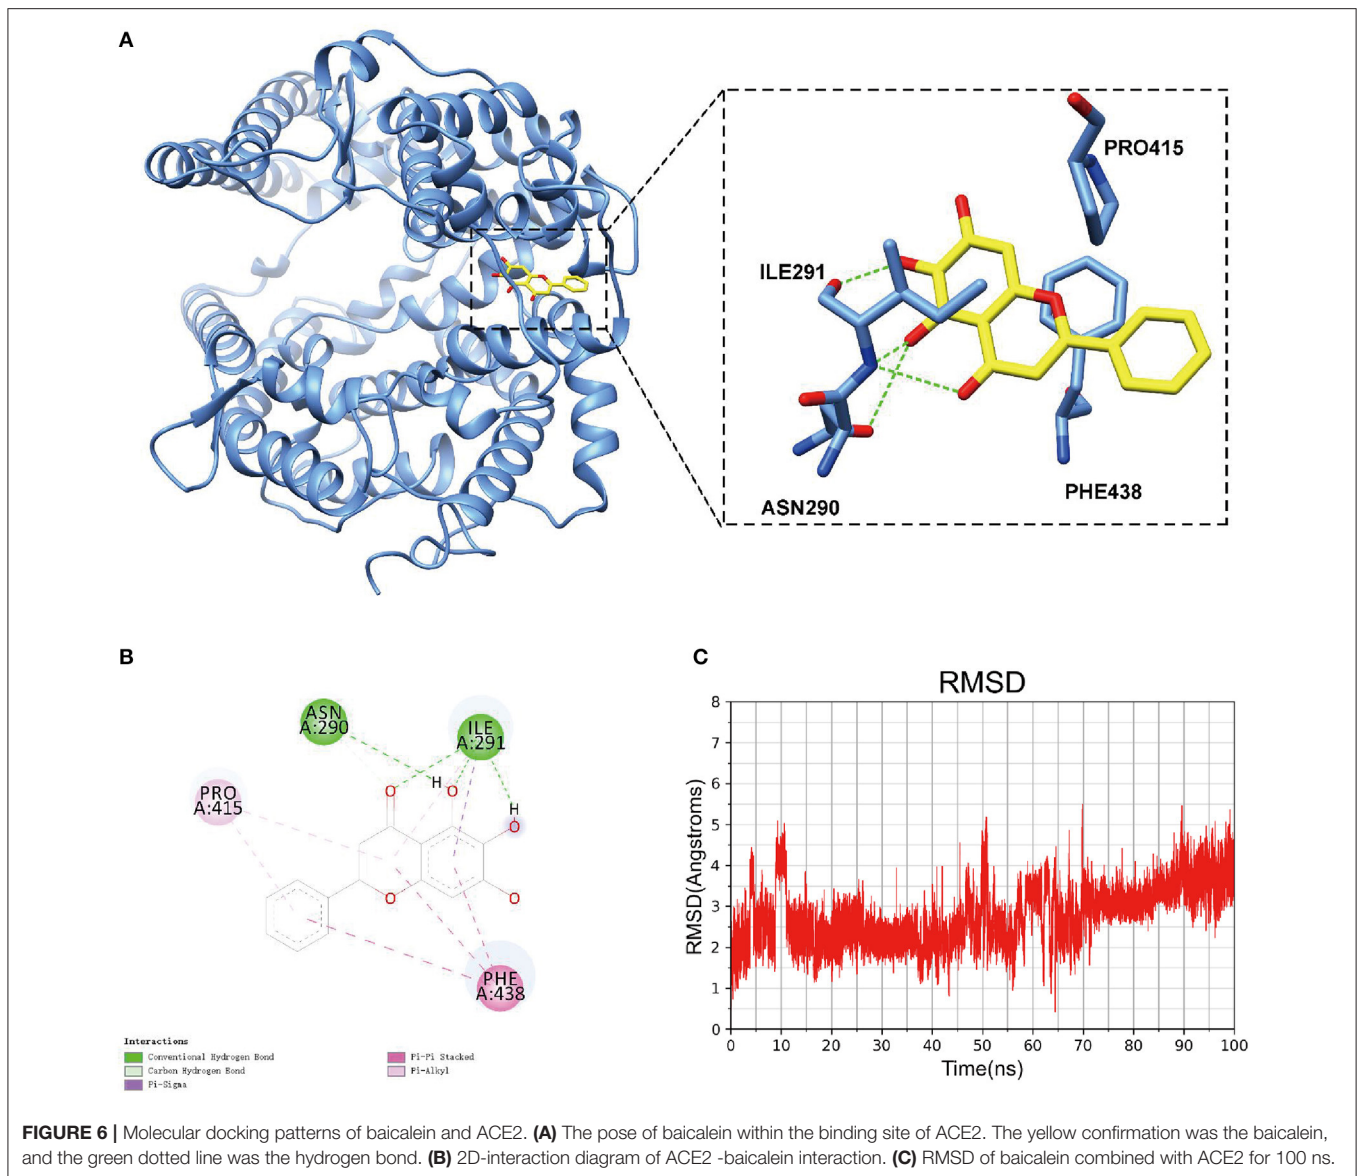 A
PRO415
ILE291
PHE438
ASN290
B
ASN
A:290
ILE
A:291
H
O
O
H
O
PRO
A:415
O
O
PHE
A:438
Interactions
Conventional Hydrogen Bond
Carbon Hydrogen Bond
Pi-Sigma
Pi-Pi Stacked
Pi-Alkyl
C
RMSD
RMSD(Angstroms)
8
7
6
5
4
3
2
1
0
0 10 20 30 40 50 60 70 80 90 100
Time(ns)
FIGURE 6 | Molecular docking patterns of baicalein and ACE2. (A) The pose of baicalein within the binding site of ACE2. The yellow confirmation was the baicalein,
and the green dotted line was the hydrogen bond. (B) 2D-interaction diagram of ACE2 -baicalein interaction. (C) RMSD of baicalein combined with ACE2 for 100 ns.